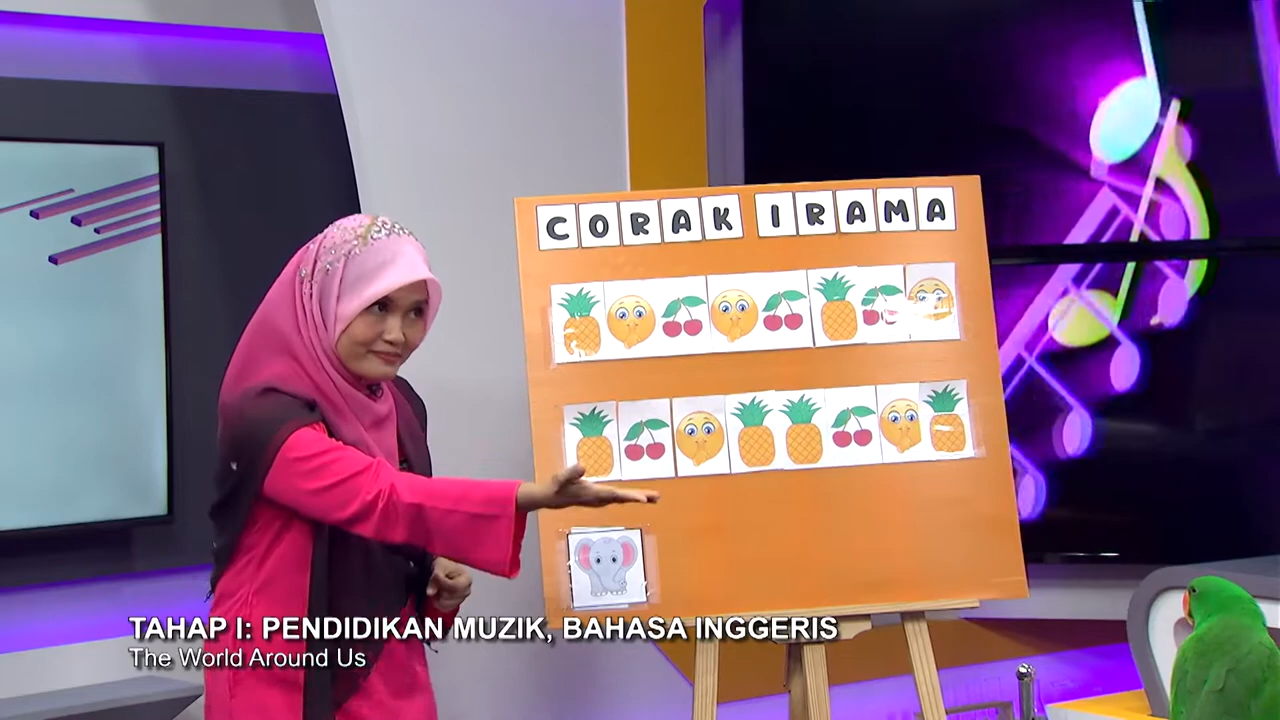 CORAK IRAMA
TAHAP I: PENDIDIKAN MUZIK, BAHASA INGGERIS
The World Around Us